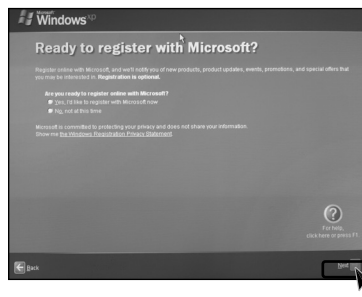 Microsoft
Windows xp
Ready to register with Microsoft?
Register online with Microsoft, and we'll notify you of new products, product updates, events, promotions, and special offers that
you may be interested in. Registration is optional.
Are you ready to register online with Microsoft?
Yes, I'd like to register with Microsoft now
No, not at this time
Microsoft is committed to protecting your privacy and does not share your information.
Show me the Windows Registration Privacy Statement.
For help,
click here or press F1.
Back
Next